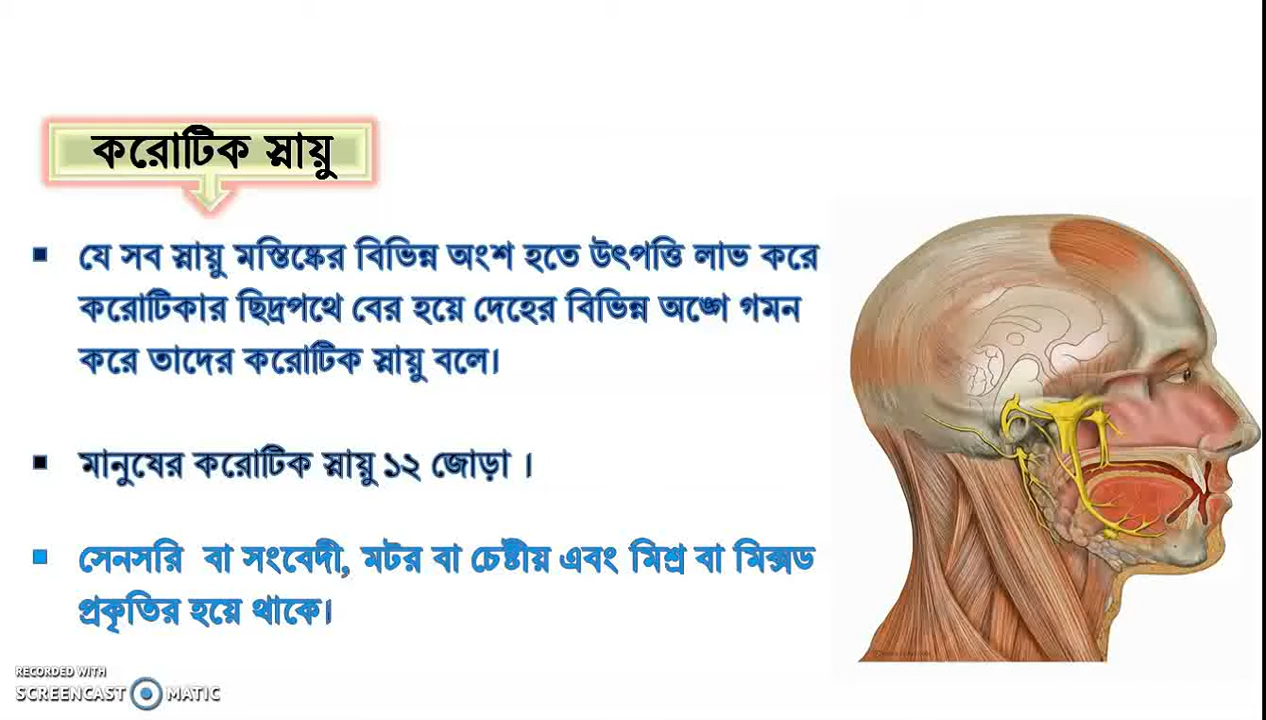 করোটিক স্নায়ু
▪ যে সব স্নায়ু মস্তিষ্কের বিভিন্ন অংশ হতে উৎপত্তি লাভ করে
করোটিকার ছিদ্রপথে বের হয়ে দেহের বিভিন্ন অঙ্গে গমন
করে তাদের করোটিক স্নায়ু বলে।
▪ মানুষের করোটিক স্নায়ু ১২ জোড়া ।
▪ সেনসরি বা সংবেদী, মটর বা চেষ্টীয় এবং মিশ্র বা মিক্সড
প্রকৃতির হয়ে থাকে।
RECORDED WITH
SCREENCAST MATIC